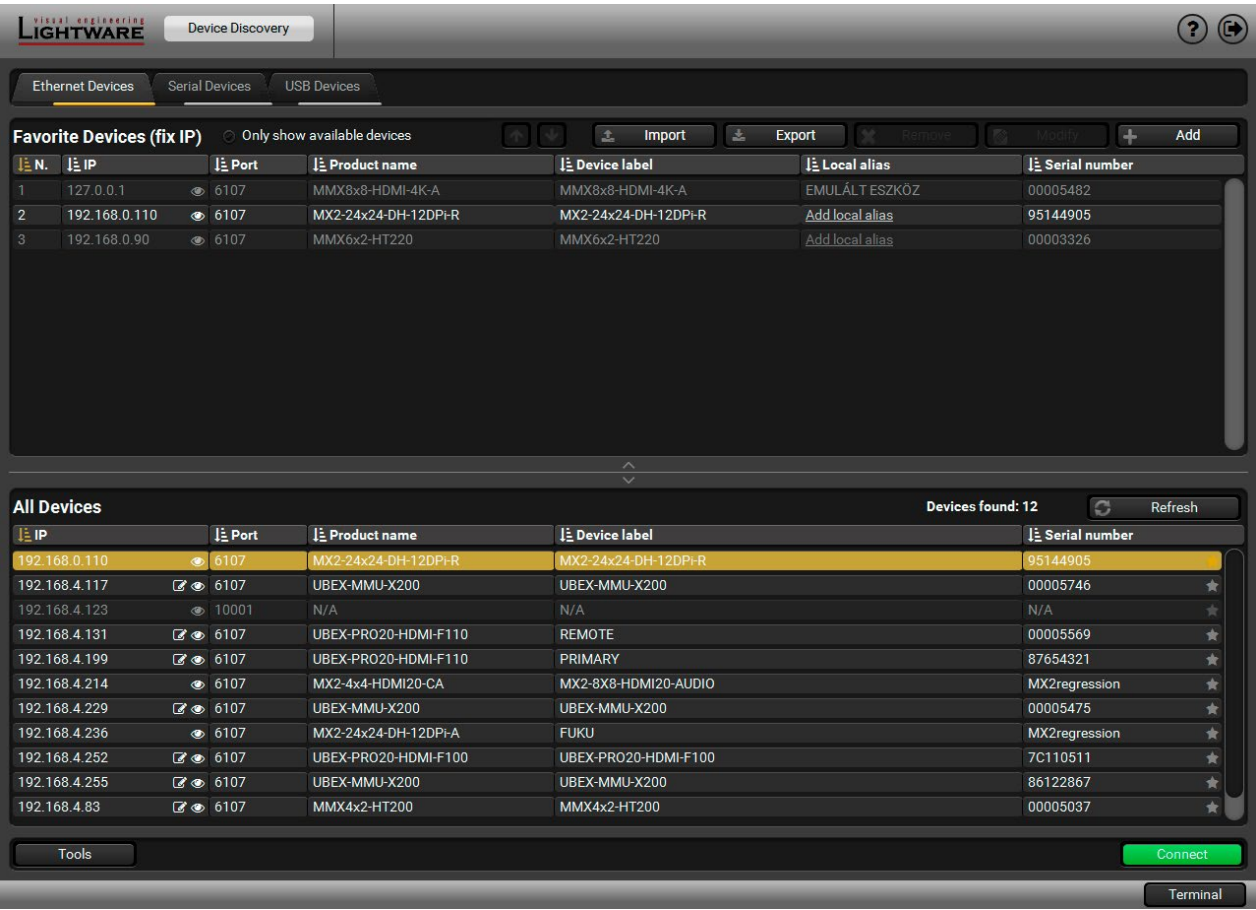 visual engineering
LIGHTWARE
Device Discovery
?
Ethernet Devices Serial Devices USB Devices
Favorite Devices (fix IP) Only show available devices Import Export Remove Modify Add
N. IP Port Product name Device label Local alias Serial number
1 127.0.0.1 6107 MMX8x8-HDMI-4K-A MMX8x8-HDMI-4K-A EMULÁLT ESZKÖZ 00005482
2 192.168.0.110 6107 MX2-24x24-DH-12DPi-R MX2-24x24-DH-12DPi-R Add local alias 95144905
3 192.168.0.90 6107 MMX6x2-HT220 MMX6x2-HT220 Add local alias 00003326
All Devices Devices found: 12 Refresh
IP Port Product name Device label Serial number
192.168.0.110 6107 MX2-24x24-DH-12DPi-R MX2-24x24-DH-12DPi-R 95144905
192.168.4.117 6107 UBEX-MMU-X200 UBEX-MMU-X200 00005746
192.168.4.123 10001 N/A N/A N/A
192.168.4.131 6107 UBEX-PRO20-HDMI-F110 REMOTE 00005569
192.168.4.199 6107 UBEX-PRO20-HDMI-F110 PRIMARY 87654321
192.168.4.214 6107 MX2-4x4-HDMI20-CA MX2-8X8-HDMI20-AUDIO MX2regression
192.168.4.229 6107 UBEX-MMU-X200 UBEX-MMU-X200 00005475
192.168.4.236 6107 MX2-24x24-DH-12DPi-A FUKU MX2regression
192.168.4.252 6107 UBEX-PRO20-HDMI-F100 UBEX-PRO20-HDMI-F100 7C110511
192.168.4.255 6107 UBEX-MMU-X200 UBEX-MMU-X200 86122867
192.168.4.83 6107 MMX4x2-HT200 MMX4x2-HT200 00005037
Tools Connect
Terminal